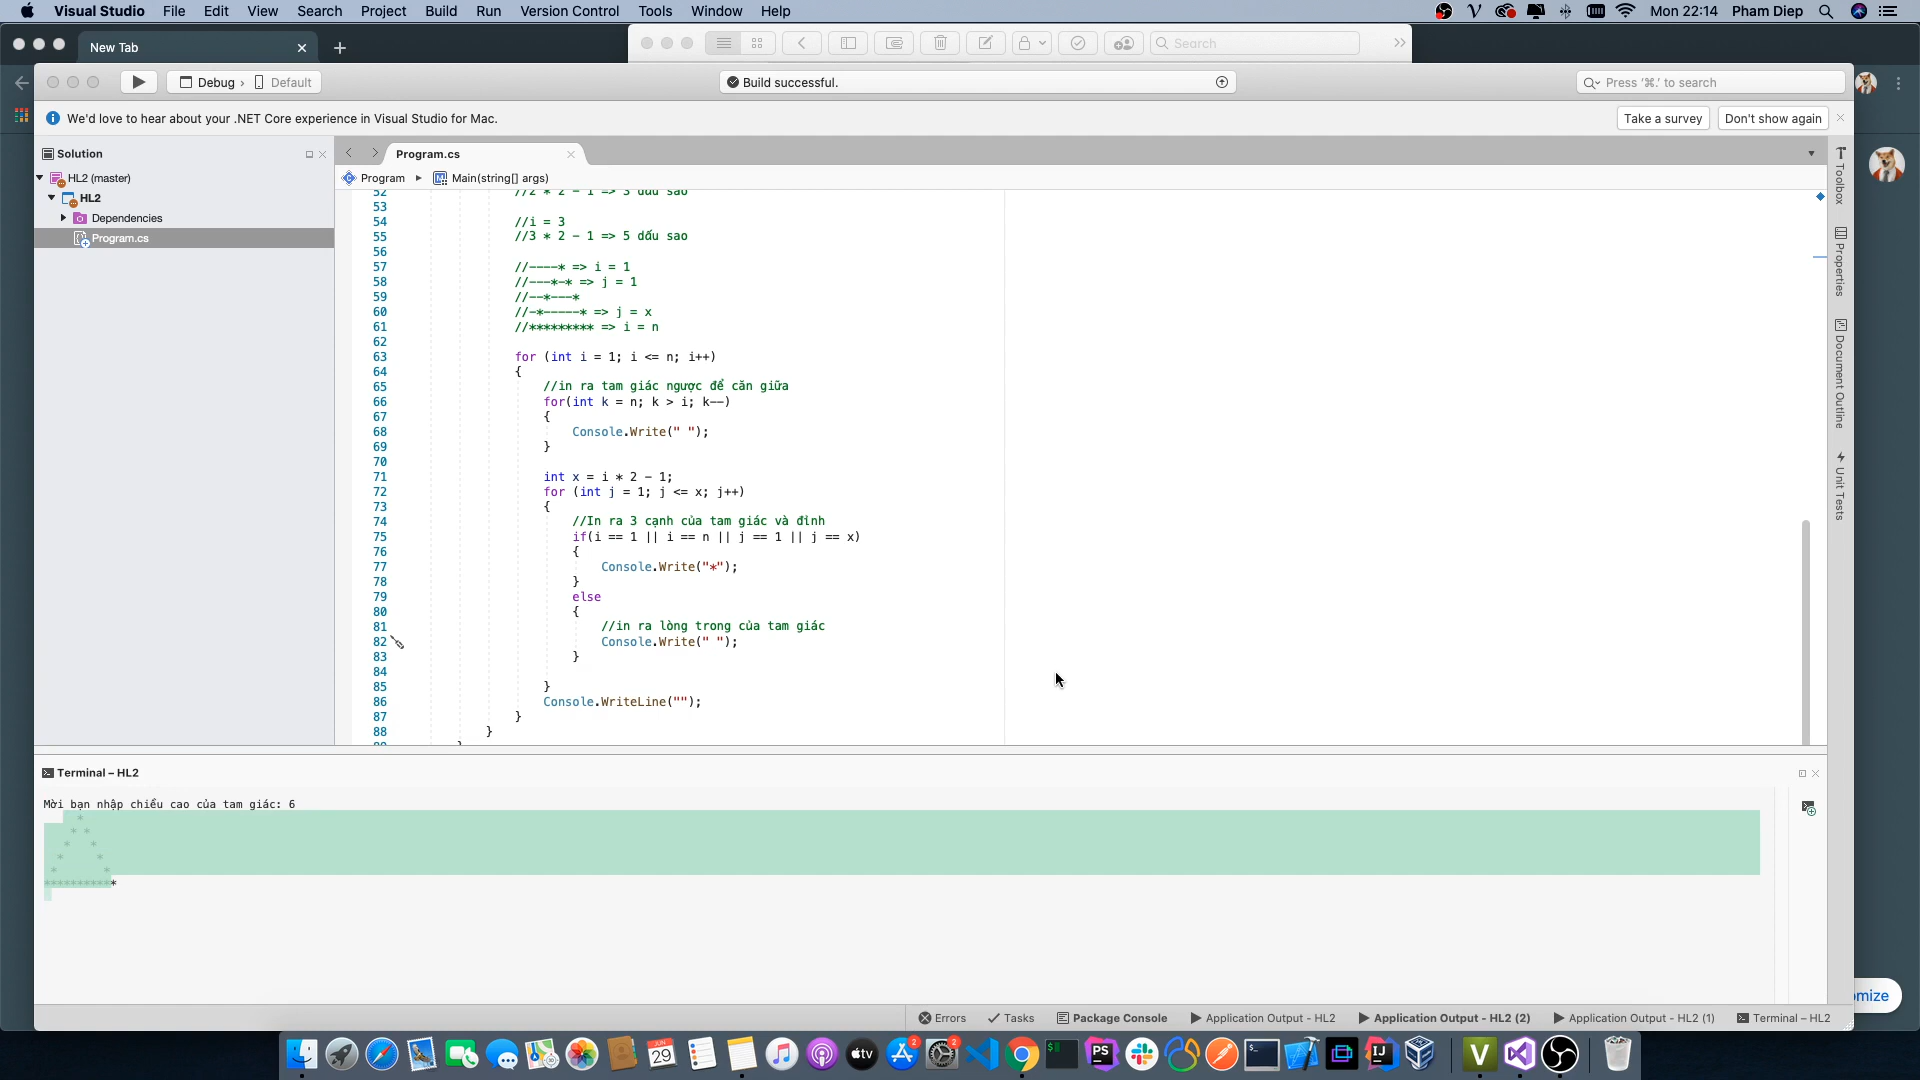 Visual Studio File Edit View Search Project Build Run Version Control Tools Window Help Mon 22:14 Pham Diep
New Tab
Search
Debug › Default
Build successful.
Press '⌘.' to search
We'd love to hear about your .NET Core experience in Visual Studio for Mac.
Take a survey
Don't show again
Solution
Program.cs
Toolbox
Properties
Document Outline
Unit Tests
HL2 (master)
HL2
Dependencies
Program.cs
Program ▸ Main(string[] args)
52 //2 * 2 - 1 => 3 dấu sao
53
54 //i = 3
55 //3 * 2 - 1 => 5 dấu sao
56
57 //----* => i = 1
58 //---*-* => j = 1
59 //--*---*
60 //-*-----* => j = x
61 //********* => i = n
62
63 for (int i = 1; i <= n; i++)
64 {
65 //in ra tam giác ngược để căn giữa
66 for(int k = n; k > i; k--)
67 {
68 Console.Write(" ");
69 }
70
71 int x = i * 2 - 1;
72 for (int j = 1; j <= x; j++)
73 {
74 //In ra 3 cạnh của tam giác và đỉnh
75 if(i == 1 || i == n || j == 1 || j == x)
76 {
77 Console.Write("*");
78 }
79 else
80 {
81 //in ra lòng trong của tam giác
82 Console.Write(" ");
83 }
84
85 }
86 Console.WriteLine("");
87 }
88 }
Terminal – HL2
Mời bạn nhập chiều cao của tam giác: 6
*
* *
* *
* *
* *
***********
omize
Errors Tasks Package Console Application Output - HL2 Application Output - HL2 (2) Application Output - HL2 (1) Terminal – HL2
JUN
29
tv
2
2
$
PS
>_
IJ
V